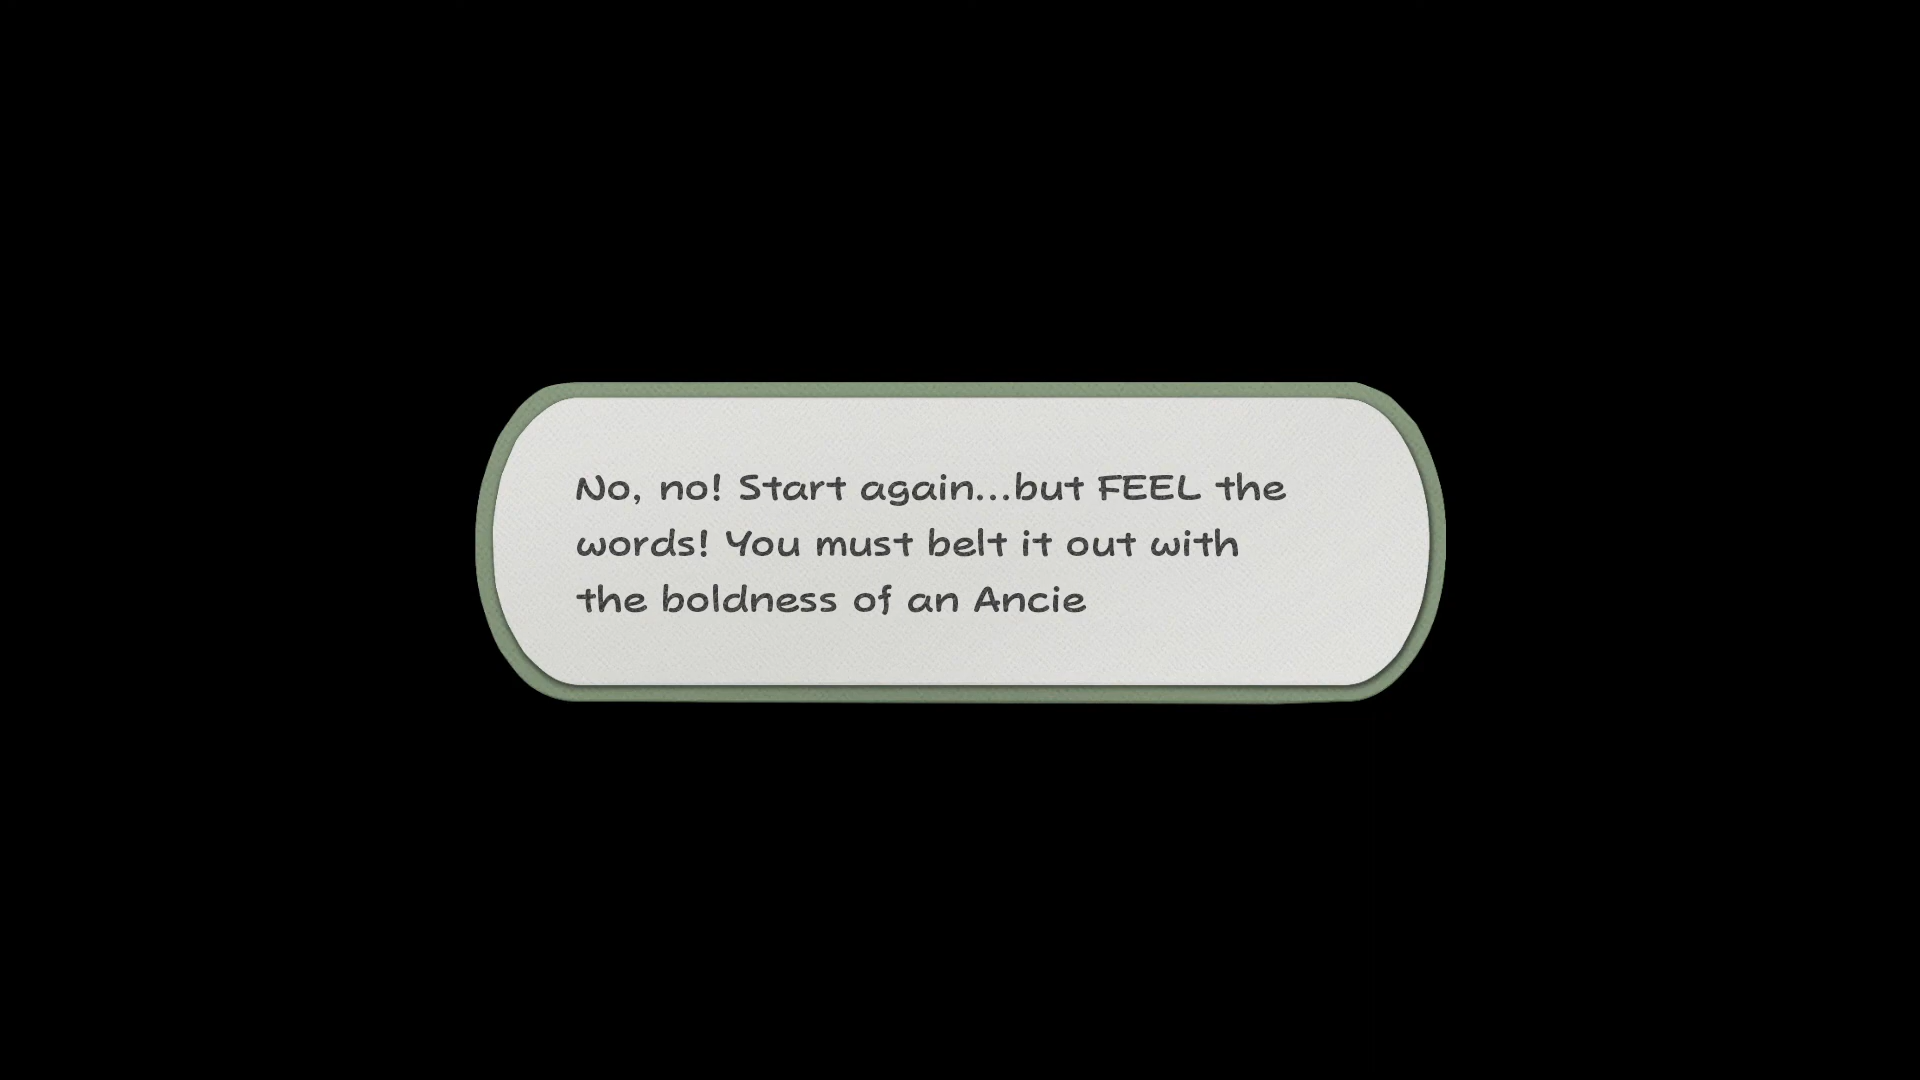 No, no! Start again...but FEEL the
words! You must belt it out with
the boldness of an Ancie